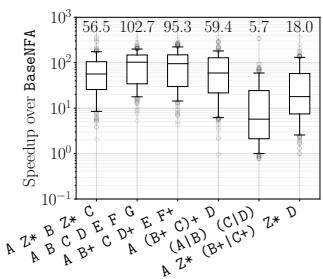 10³
56.5 102.7 95.3 59.4 5.7 18.0
10²
10¹
10⁰
10⁻¹
Speedup over BaseNFA
A Z* B Z* C
A B C D E F G
A B+ C D+ E F+
A (B+ C)+ D
(A|B) (C|D)
A Z* (B+|C+) Z* D